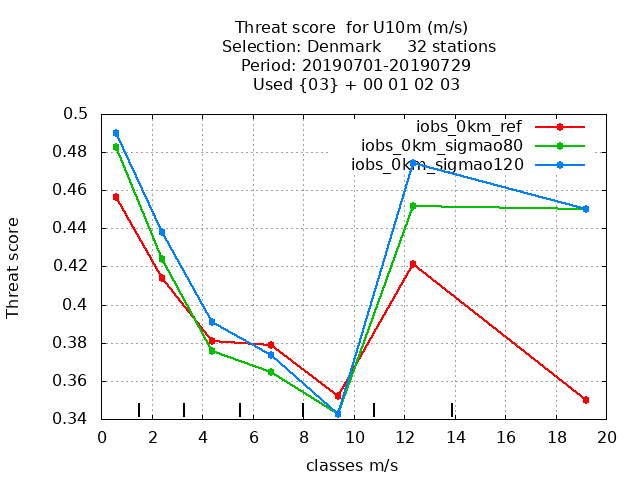 Threat score  for U10m (m/s)
Selection: Denmark     32 stations
Period: 20190701-20190729
Used {03} + 00 01 02 03
iobs_0km_ref
iobs_0km_sigmao80
iobs_0km_sigmao120
Threat score
0.5
0.48
0.46
0.44
0.42
0.4
0.38
0.36
0.34
0 2 4 6 8 10 12 14 16 18 20
classes m/s